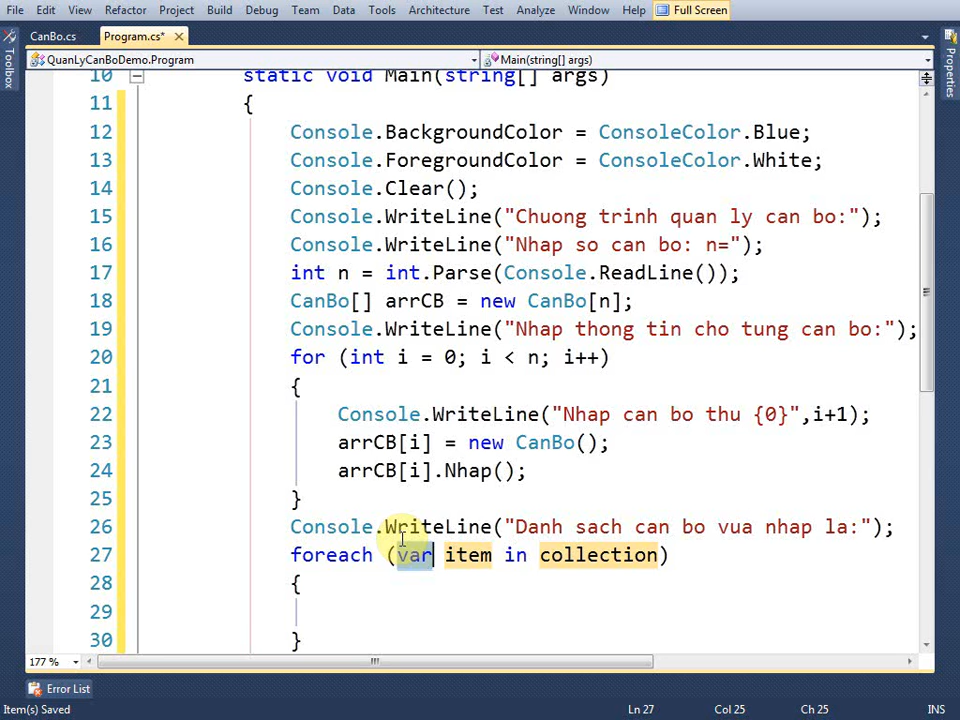 File Edit View Refactor Project Build Debug Team Data Tools Architecture Test Analyze Window Help Full Screen
CanBo.cs Program.cs*
QuanLyCanBoDemo.Program Main(string[] args)
Toolbox
Properties
10 static void Main(string[] args)
11 {
12 Console.BackgroundColor = ConsoleColor.Blue;
13 Console.ForegroundColor = ConsoleColor.White;
14 Console.Clear();
15 Console.WriteLine("Chuong trinh quan ly can bo:");
16 Console.WriteLine("Nhap so can bo: n=");
17 int n = int.Parse(Console.ReadLine());
18 CanBo[] arrCB = new CanBo[n];
19 Console.WriteLine("Nhap thong tin cho tung can bo:");
20 for (int i = 0; i < n; i++)
21 {
22 Console.WriteLine("Nhap can bo thu {0}",i+1);
23 arrCB[i] = new CanBo();
24 arrCB[i].Nhap();
25 }
26 Console.WriteLine("Danh sach can bo vua nhap la:");
27 foreach (var item in collection)
28 {
29
30 }
177 %
Error List
Item(s) Saved Ln 27 Col 25 Ch 25 INS